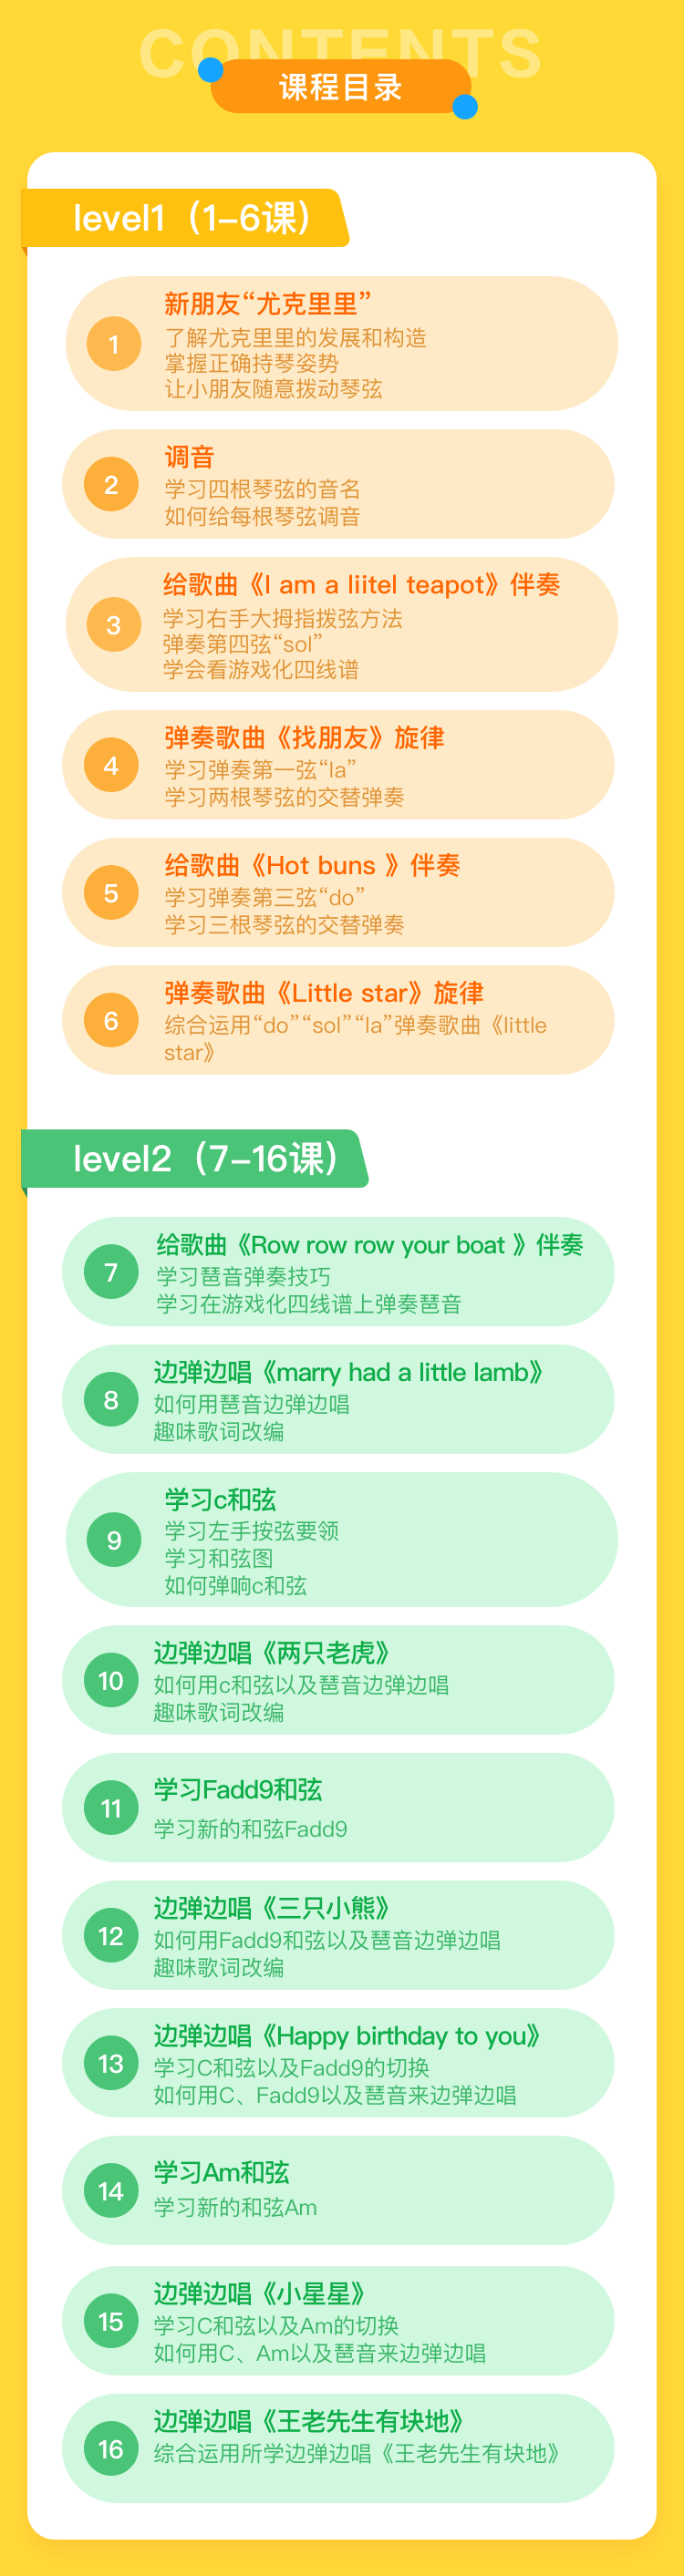 CONTENTS
课程目录
level1（1-6课）
1
新朋友“尤克里里”
了解尤克里里的发展和构造
掌握正确持琴姿势
让小朋友随意拨动琴弦
2
调音
学习四根琴弦的音名
如何给每根琴弦调音
3
给歌曲《I am a liitel teapot》伴奏
学习右手大拇指拨弦方法
弹奏第四弦“sol”
学会看游戏化四线谱
4
弹奏歌曲《找朋友》旋律
学习弹奏第一弦“la”
学习两根琴弦的交替弹奏
5
给歌曲《Hot buns 》伴奏
学习弹奏第三弦“do”
学习三根琴弦的交替弹奏
6
弹奏歌曲《Little star》旋律
综合运用“do”“sol”“la”弹奏歌曲《little
star》
level2（7-16课）
7
给歌曲《Row row row your boat 》伴奏
学习琶音弹奏技巧
学习在游戏化四线谱上弹奏琶音
8
边弹边唱《marry had a little lamb》
如何用琶音边弹边唱
趣味歌词改编
9
学习c和弦
学习左手按弦要领
学习和弦图
如何弹响c和弦
10
边弹边唱《两只老虎》
如何用c和弦以及琶音边弹边唱
趣味歌词改编
11
学习Fadd9和弦
学习新的和弦Fadd9
12
边弹边唱《三只小熊》
如何用Fadd9和弦以及琶音边弹边唱
趣味歌词改编
13
边弹边唱《Happy birthday to you》
学习C和弦以及Fadd9的切换
如何用C、Fadd9以及琶音来边弹边唱
14
学习Am和弦
学习新的和弦Am
15
边弹边唱《小星星》
学习C和弦以及Am的切换
如何用C、Am以及琶音来边弹边唱
16
边弹边唱《王老先生有块地》
综合运用所学边弹边唱《王老先生有块地》